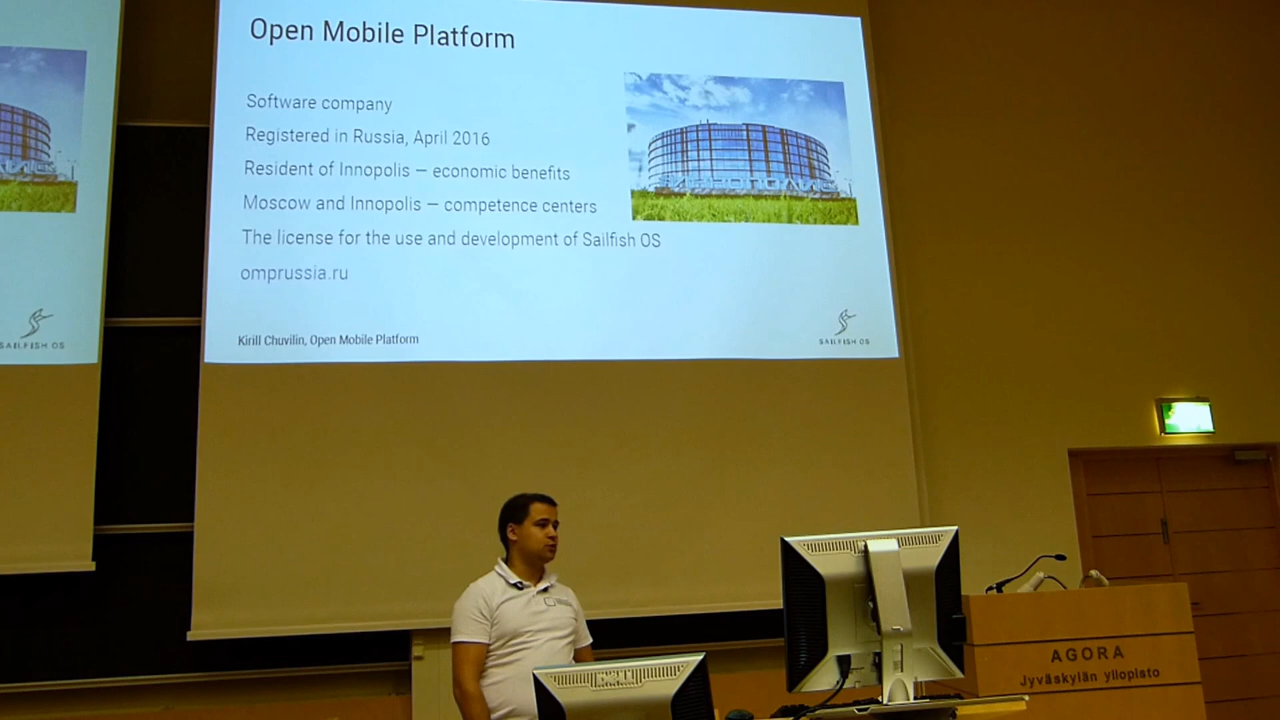 Open Mobile Platform
Software company
Registered in Russia, April 2016
Resident of Innopolis – economic benefits
Moscow and Innopolis – competence centers
The license for the use and development of Sailfish OS
omprussia.ru
Kirill Chuvilin, Open Mobile Platform
SAILFISH OS
SAILFISH OS
AGORA
Jyväskylän yliopisto